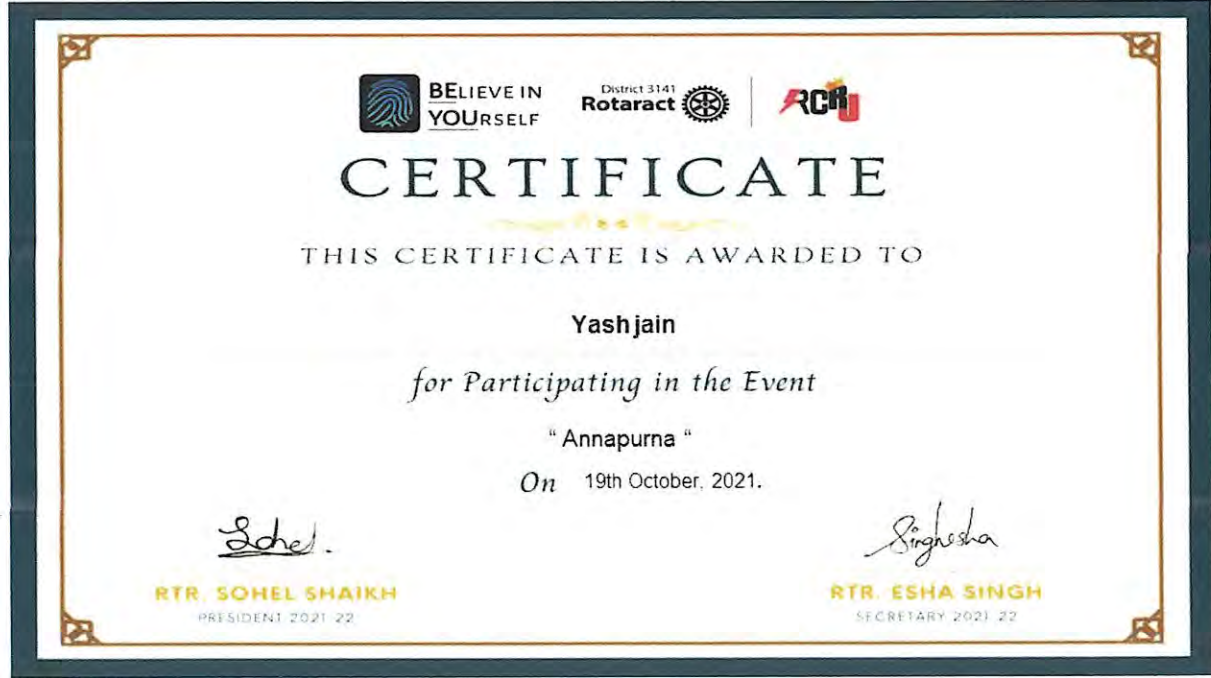 BELIEVE IN
YOURSELF
District 3141
Rotaract
RCRU
CERTIFICATE
THIS CERTIFICATE IS AWARDED TO
Yash jain
for Participating in the Event
" Annapurna "
On 19th October, 2021.
Sohel.
Singhesha
RTR. SOHEL SHAIKH
RTR. ESHA SINGH
PRESIDENT 2021-22
SECRETARY 2021-22